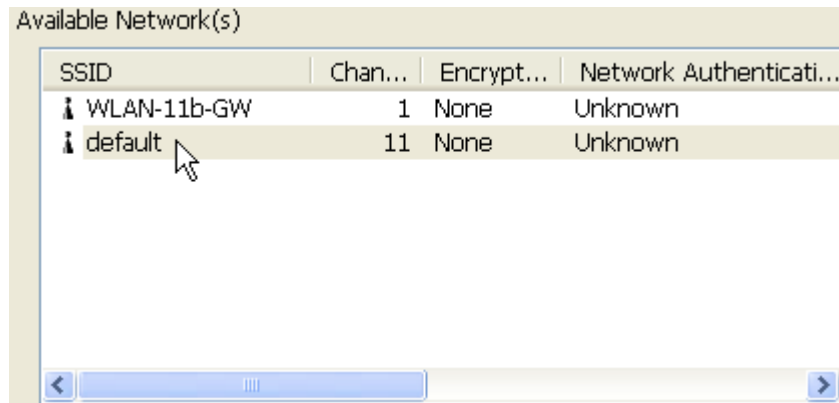 Available Network(s)
SSID Chan... Encrypt... Network Authenticati...
WLAN-11b-GW 1 None Unknown
default 11 None Unknown